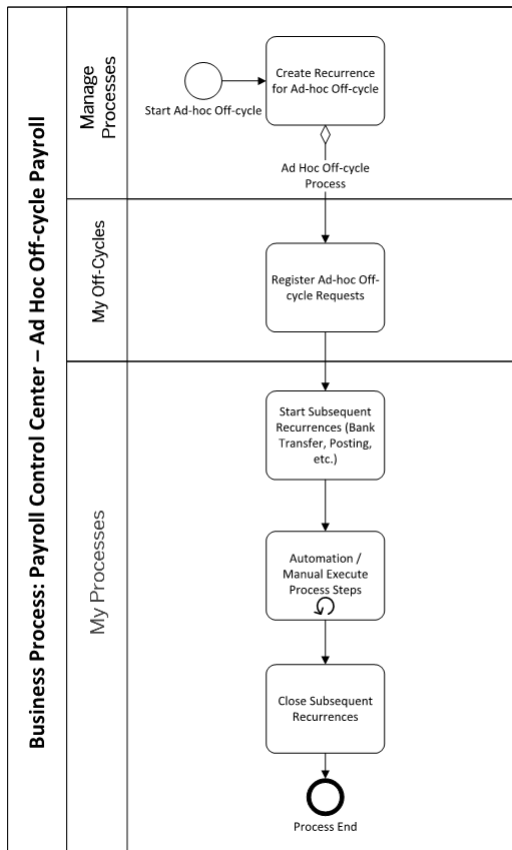 Business Process: Payroll Control Center – Ad Hoc Off-cycle Payroll
Manage
Processes
Start Ad-hoc Off-cycle
Create Recurrence
for Ad-hoc Off-cycle
Ad Hoc Off-cycle
Process
My Off-Cycles
Register Ad-hoc Off-
cycle Requests
My Processes
Start Subsequent
Recurrences (Bank
Transfer, Posting,
etc.)
Automation /
Manual Execute
Process Steps
Close Subsequent
Recurrences
Process End